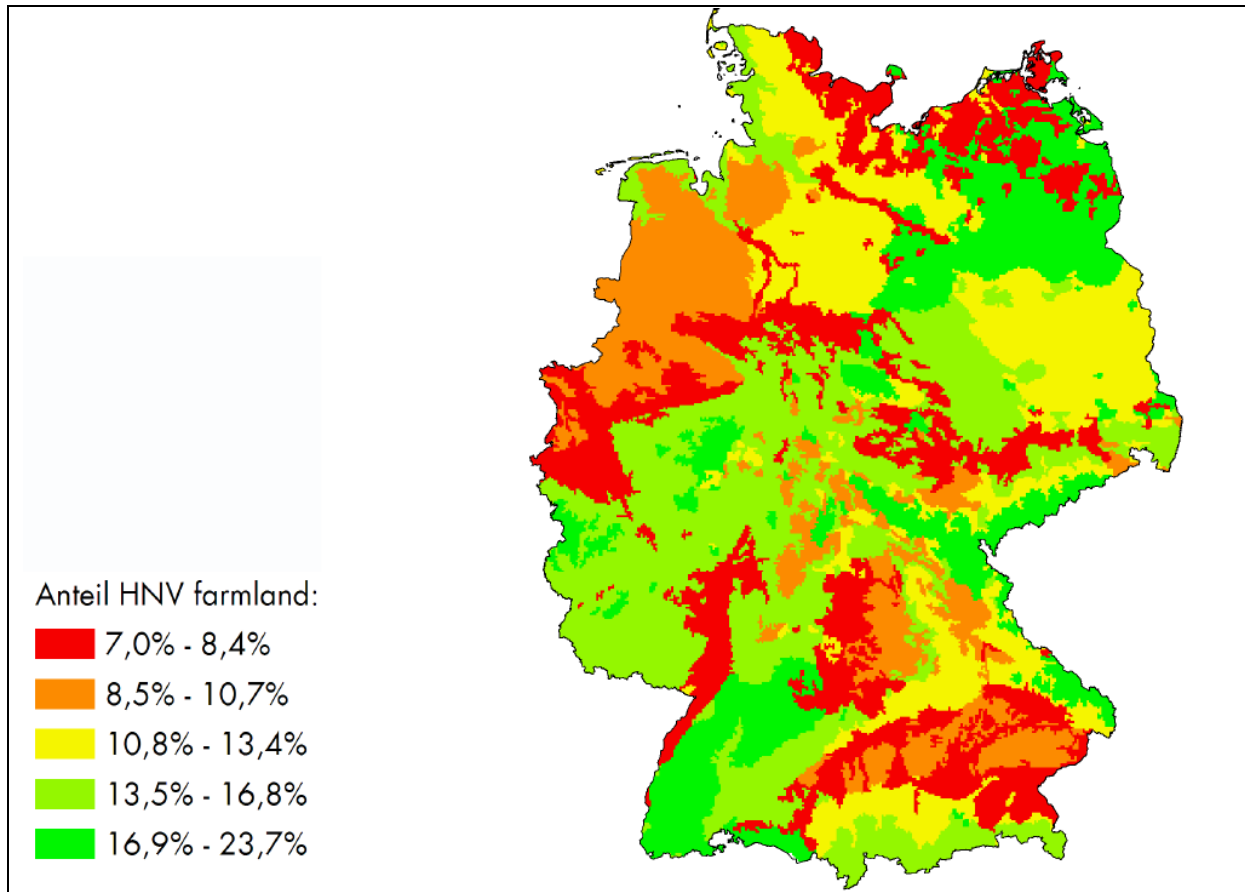 Anteil HNV farmland:
7,0% - 8,4%
8,5% - 10,7%
10,8% - 13,4%
13,5% - 16,8%
16,9% - 23,7%